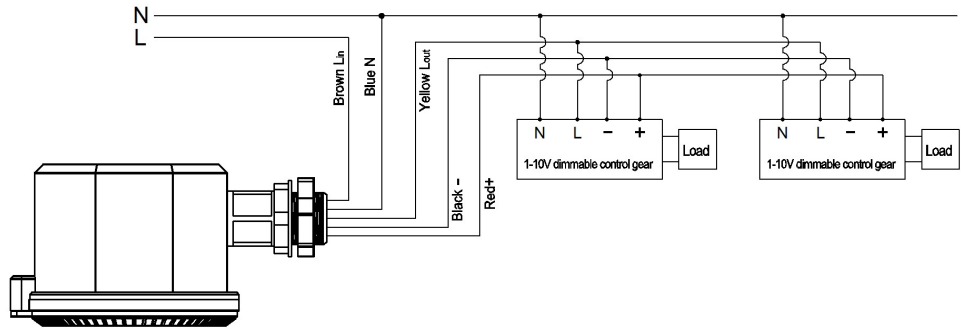 N
L
Brown Lin
Blue N
Yellow Lout
Black -
Red+
N L - +
1-10V dimmable control gear
Load
N L - +
1-10V dimmable control gear
Load